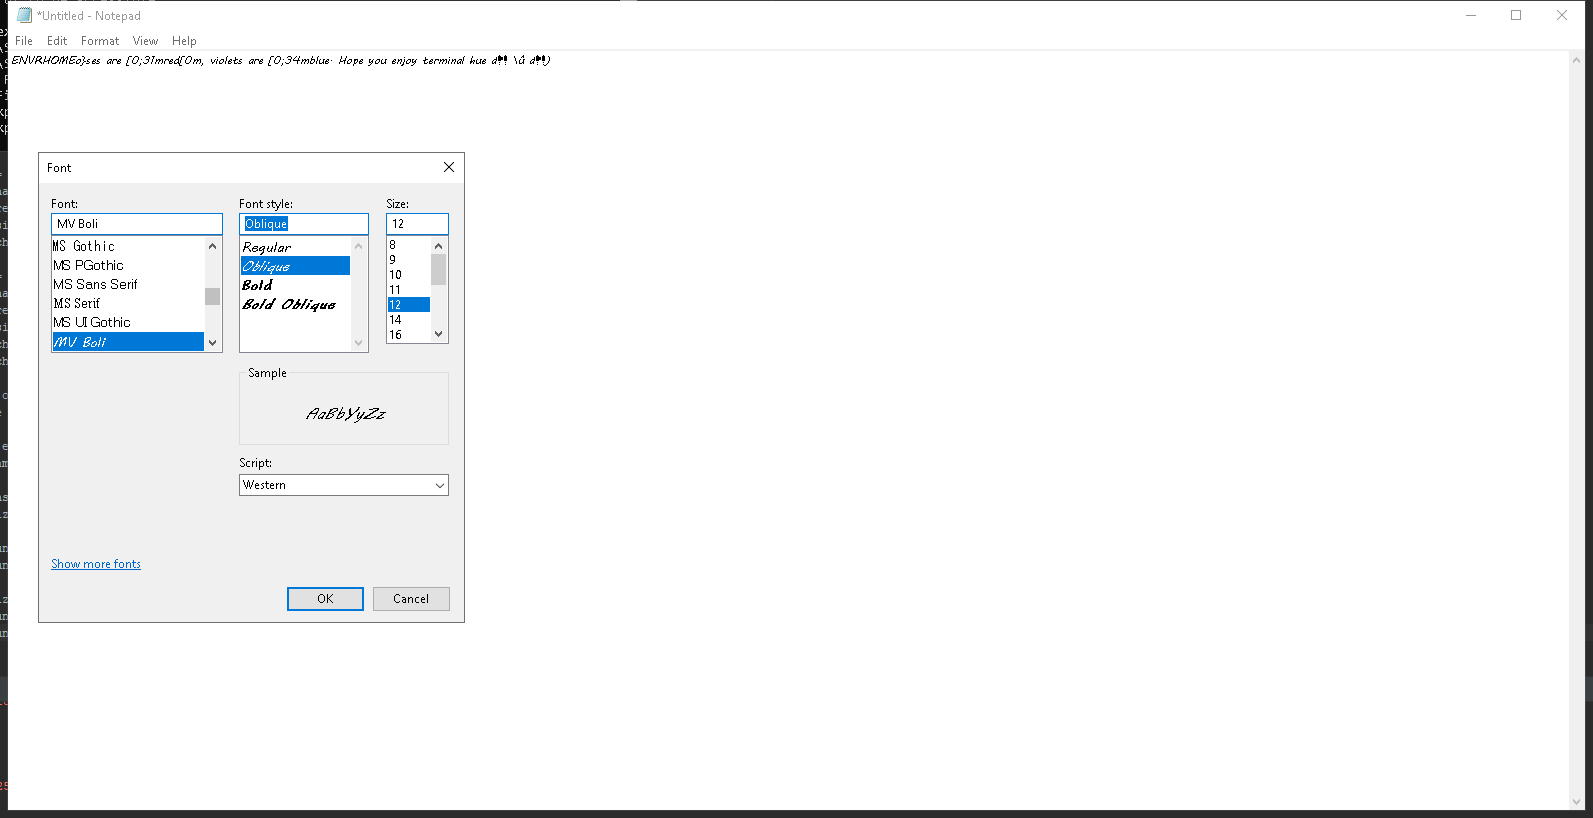 *Untitled - Notepad
File Edit Format View Help
ENVRHOMEo}ses are [0;31mred[0m, violets are [0;34mblue. Hope you enjoy terminal hue
Font
Font:
MV Boli
MS Gothic
MS PGothic
MS Sans Serif
MS Serif
MS UI Gothic
MV Boli
Font style:
Oblique
Regular
Oblique
Bold
Bold Oblique
Size:
12
8
9
10
11
12
14
16
Sample
AaBbYyZz
Script:
Western
Show more fonts
OK Cancel